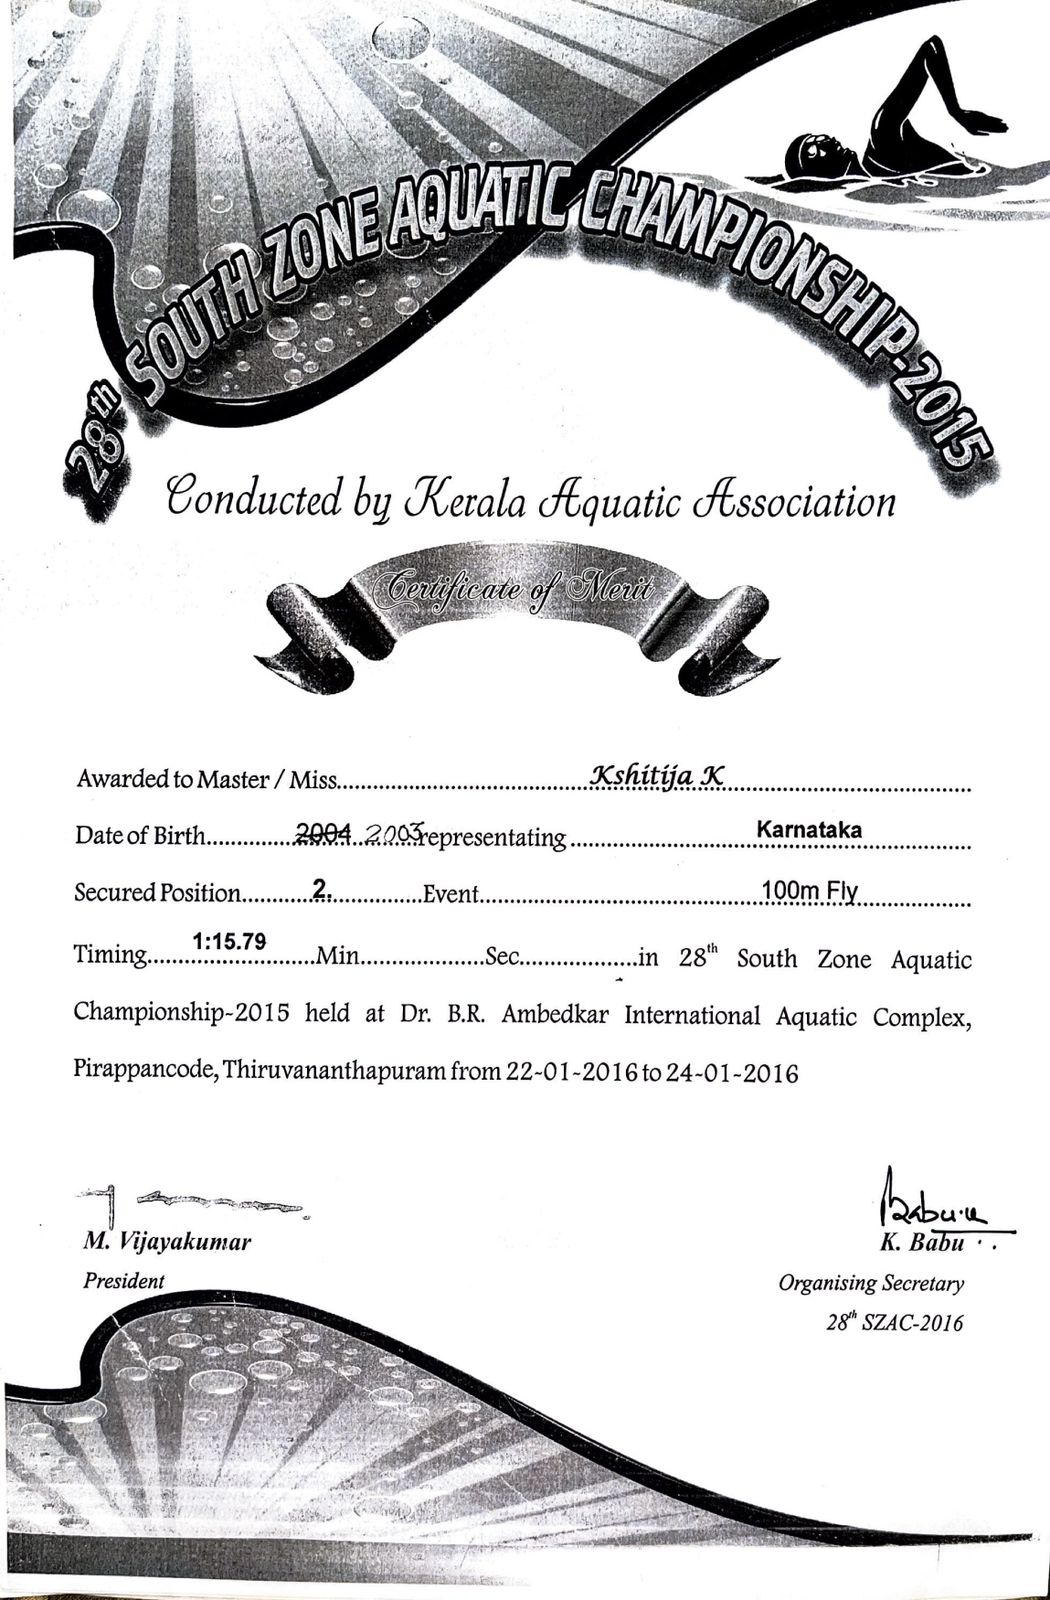 28th SOUTH ZONE AQUATIC CHAMPIONSHIP-2015
Conducted by Kerala Aquatic Association
Certificate of Merit
Awarded to Master / Miss.......... Kshitija K ..........
Date of Birth.......... 2004 2003 representating .......... Karnataka ..........
Secured Position.......... 2. ..........Event.......... 100m Fly ..........
Timing.......... 1:15.79 ..........Min....................Sec....................in 28th South Zone Aquatic
Championship-2015 held at Dr. B.R. Ambedkar International Aquatic Complex,
Pirappancode, Thiruvananthapuram from 22-01-2016 to 24-01-2016
M. Vijayakumar
President
Babu.K
K. Babu
Organising Secretary
28th SZAC-2016